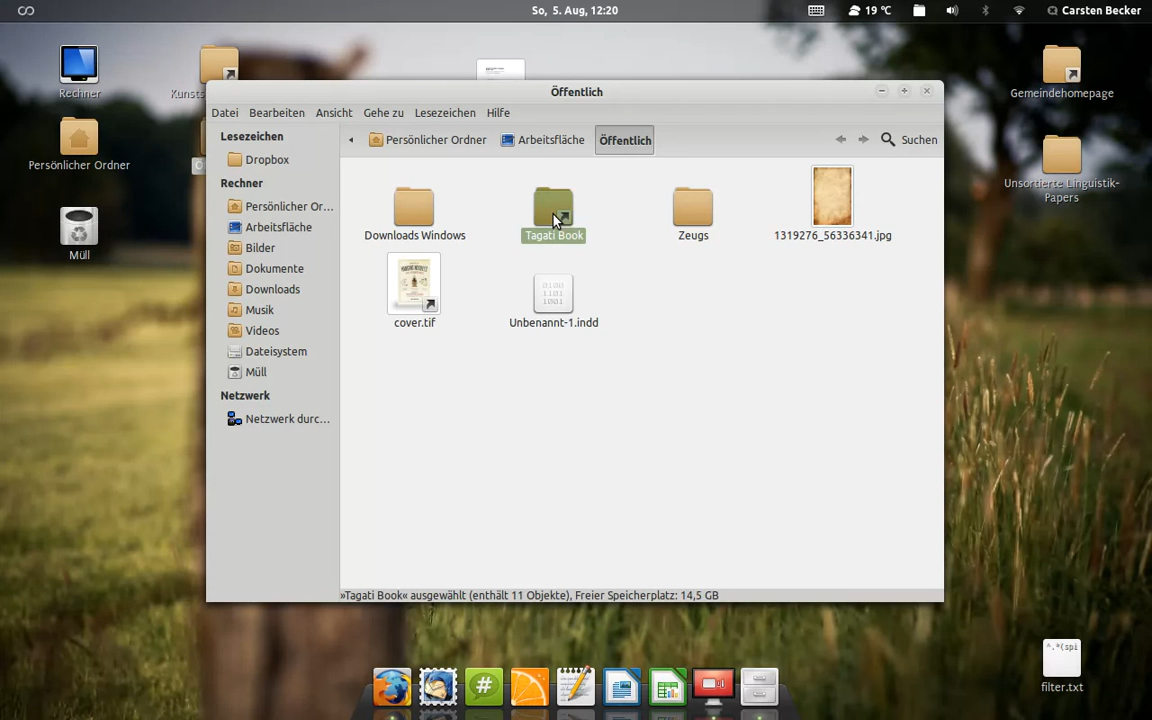 So, 5. Aug, 12:20
19 °C
Carsten Becker
Rechner
Persönlicher Ordner
Müll
Gemeindehomepage
Unsortierte Linguistik-
Papers
filter.txt
Öffentlich
Datei Bearbeiten Ansicht Gehe zu Lesezeichen Hilfe
Persönlicher Ordner Arbeitsfläche Öffentlich Suchen
Lesezeichen
Dropbox
Rechner
Persönlicher Or...
Arbeitsfläche
Bilder
Dokumente
Downloads
Musik
Videos
Dateisystem
Müll
Netzwerk
Netzwerk durc...
Downloads Windows
Tagati Book
Zeugs
1319276_56336341.jpg
cover.tif
Unbenannt-1.indd
»Tagati Book« ausgewählt (enthält 11 Objekte), Freier Speicherplatz: 14,5 GB